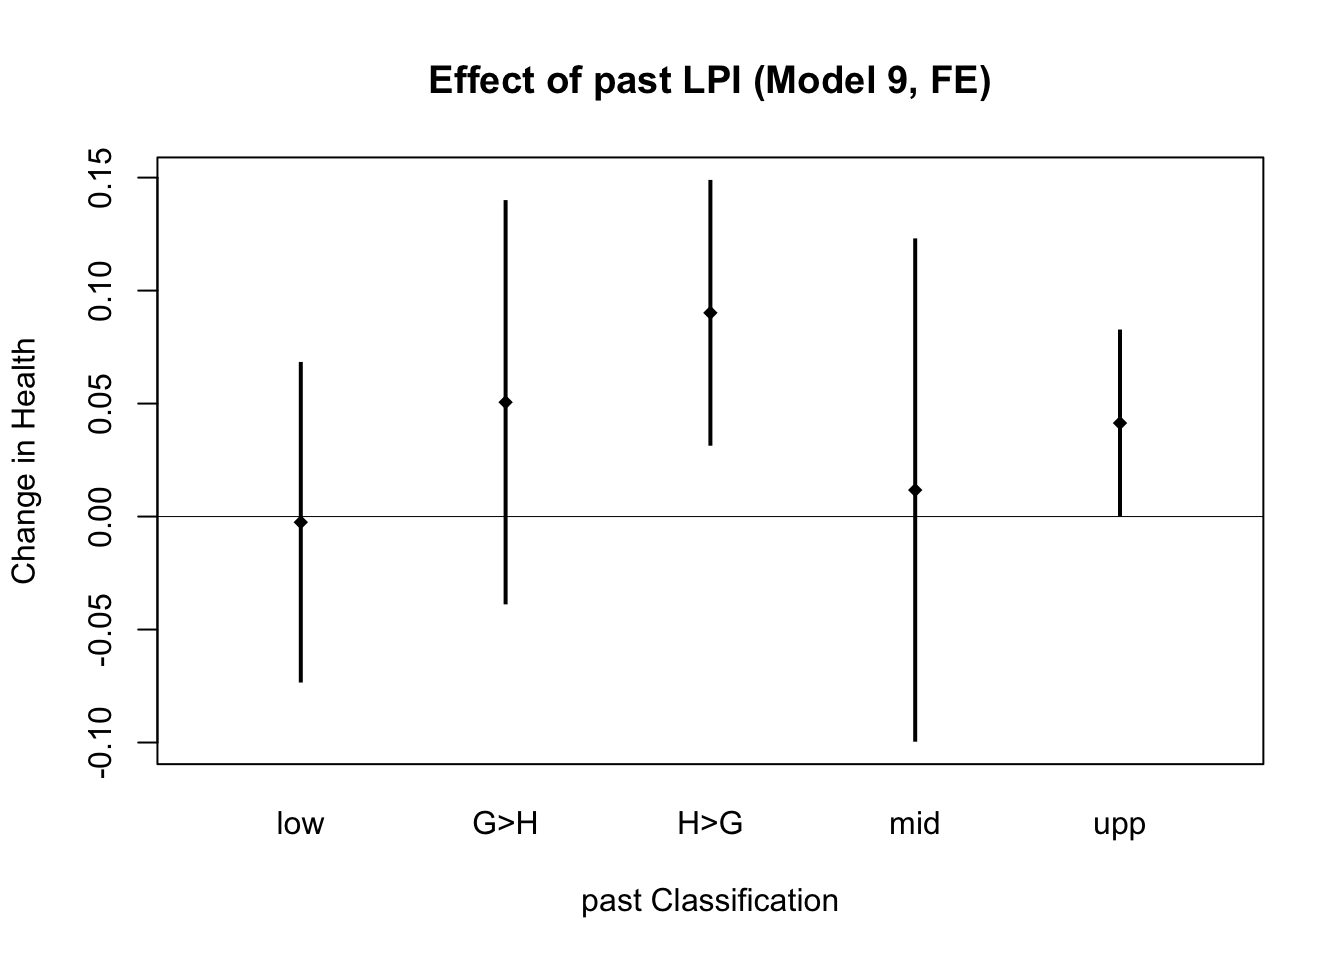 Effect of past LPI (Model 9, FE)
Change in Health
0.15
0.10
0.05
0.00
-0.05
-0.10
low G>H H>G mid upp
past Classification